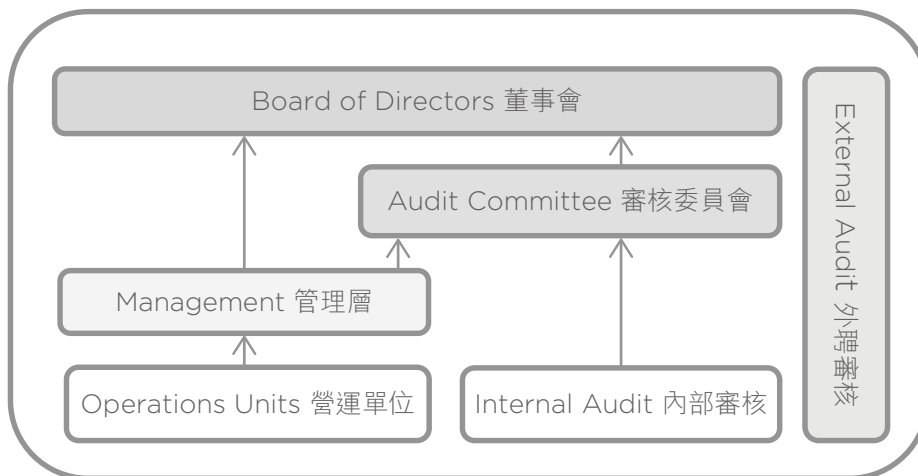 Board of Directors 董事會
Audit Committee 審核委員會
Management 管理層
Operations Units 營運單位
Internal Audit 內部審核
External Audit 外聘審核